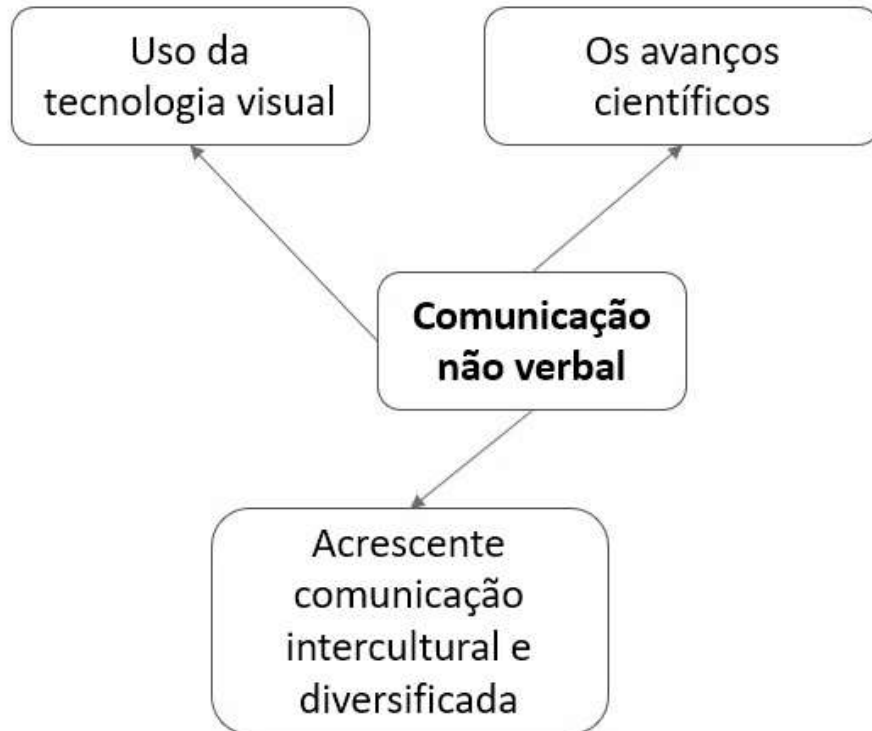 Uso da
tecnologia visual
Os avanços
científicos
Comunicação
não verbal
Acrescente
comunicação
intercultural e
diversificada